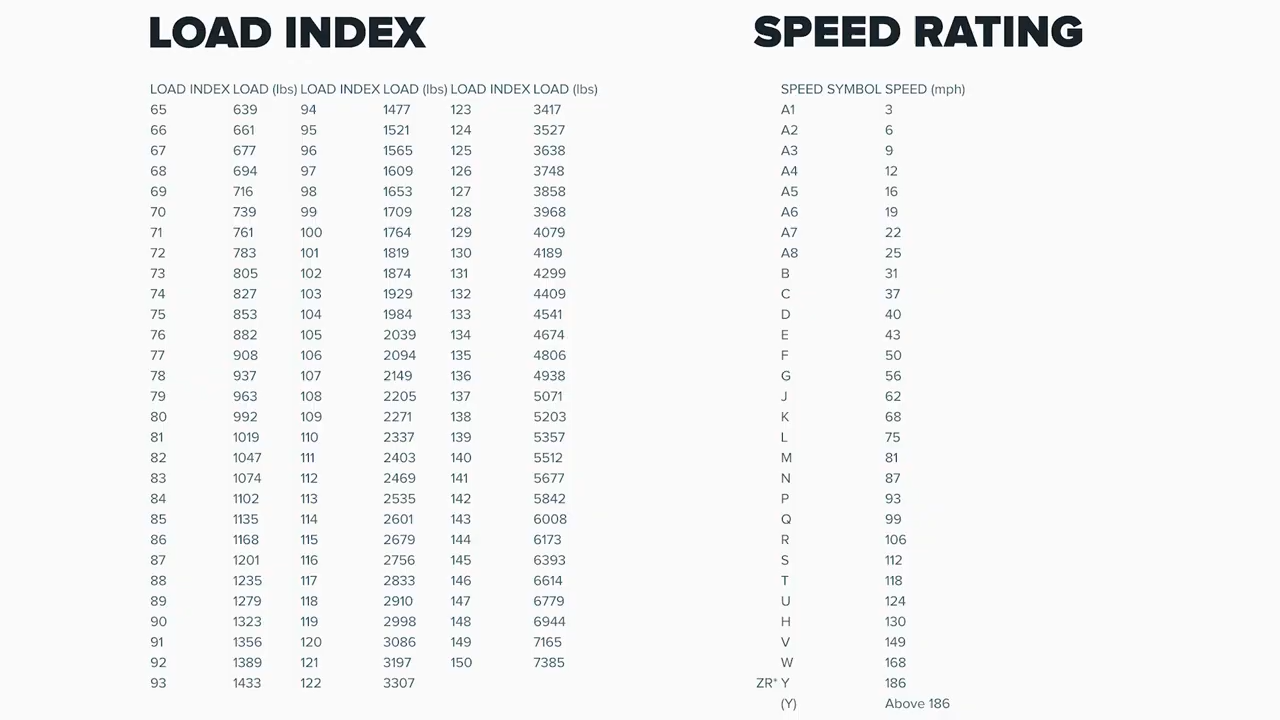 LOAD INDEX
LOAD INDEX LOAD (lbs) LOAD INDEX LOAD (lbs) LOAD INDEX LOAD (lbs)
65 639 94 1477 123 3417
66 661 95 1521 124 3527
67 677 96 1565 125 3638
68 694 97 1609 126 3748
69 716 98 1653 127 3858
70 739 99 1709 128 3968
71 761 100 1764 129 4079
72 783 101 1819 130 4189
73 805 102 1874 131 4299
74 827 103 1929 132 4409
75 853 104 1984 133 4541
76 882 105 2039 134 4674
77 908 106 2094 135 4806
78 937 107 2149 136 4938
79 963 108 2205 137 5071
80 992 109 2271 138 5203
81 1019 110 2337 139 5357
82 1047 111 2403 140 5512
83 1074 112 2469 141 5677
84 1102 113 2535 142 5842
85 1135 114 2601 143 6008
86 1168 115 2679 144 6173
87 1201 116 2756 145 6393
88 1235 117 2833 146 6614
89 1279 118 2910 147 6779
90 1323 119 2998 148 6944
91 1356 120 3086 149 7165
92 1389 121 3197 150 7385
93 1433 122 3307
SPEED RATING
SPEED SYMBOL SPEED (mph)
A1 3
A2 6
A3 9
A4 12
A5 16
A6 19
A7 22
A8 25
B 31
C 37
D 40
E 43
F 50
G 56
J 62
K 68
L 75
M 81
N 87
P 93
Q 99
R 106
S 112
T 118
U 124
H 130
V 149
W 168
ZR* Y 186
(Y) Above 186